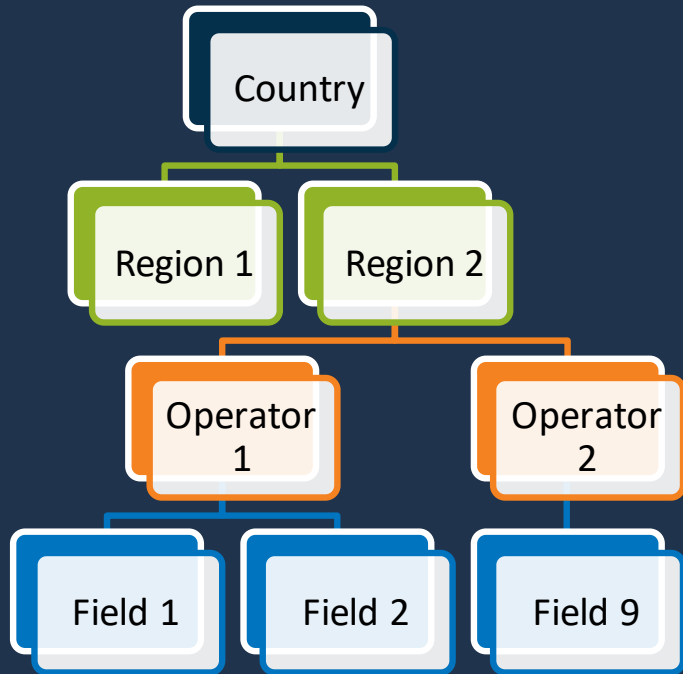 Country
Region 1
Region 2
Operator
1
Operator
2
Field 1
Field 2
Field 9